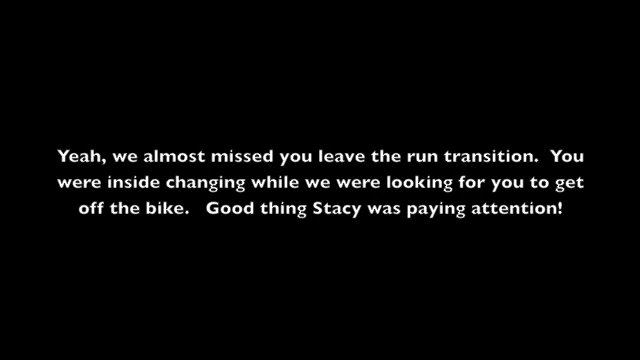 Yeah, we almost missed you leave the run transition.  You
were inside changing while we were looking for you to get
off the bike.   Good thing Stacy was paying attention!